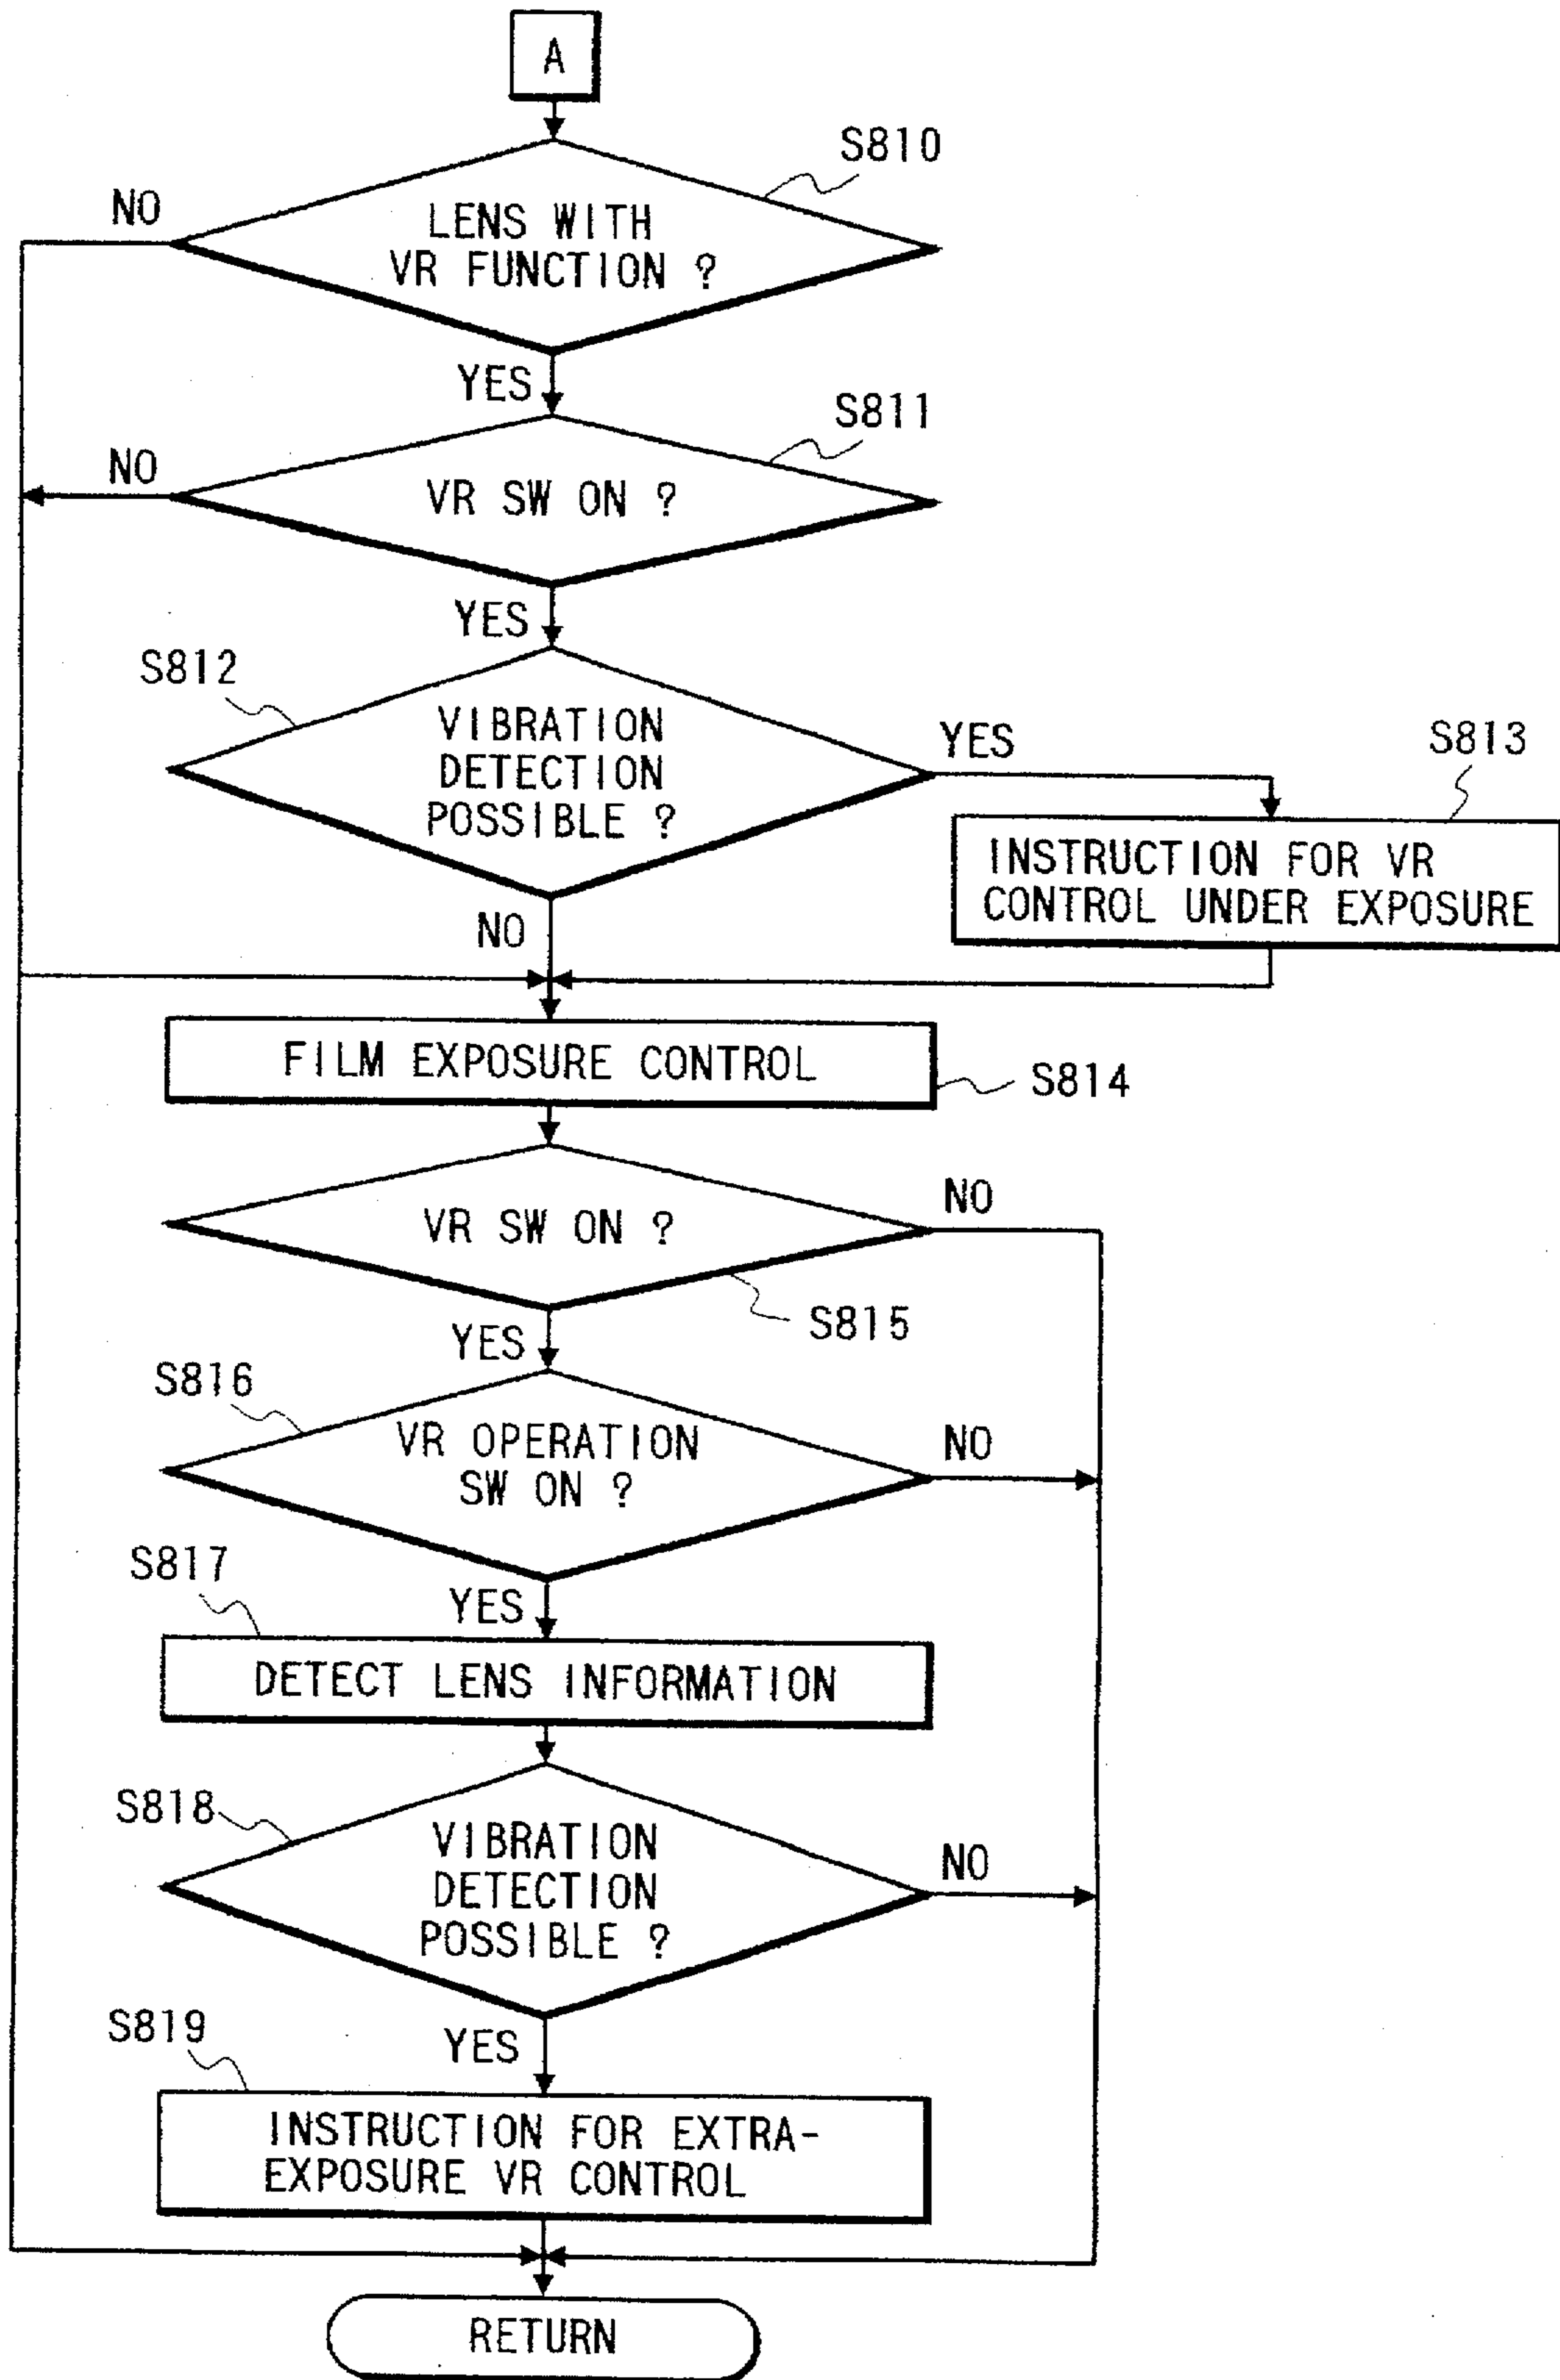 A
S810
NO
LENS WITH
VR FUNCTION ?
YES
S811
NO
VR SW ON ?
YES
S812
VIBRATION
DETECTION
POSSIBLE ?
YES
S813
INSTRUCTION FOR VR
CONTROL UNDER EXPOSURE
NO
FILM EXPOSURE CONTROL
S814
VR SW ON ?
NO
S815
YES
S816
VR OPERATION
SW ON ?
NO
S817
YES
DETECT LENS INFORMATION
S818
VIBRATION
DETECTION
POSSIBLE ?
NO
S819
YES
INSTRUCTION FOR EXTRA-
EXPOSURE VR CONTROL
RETURN